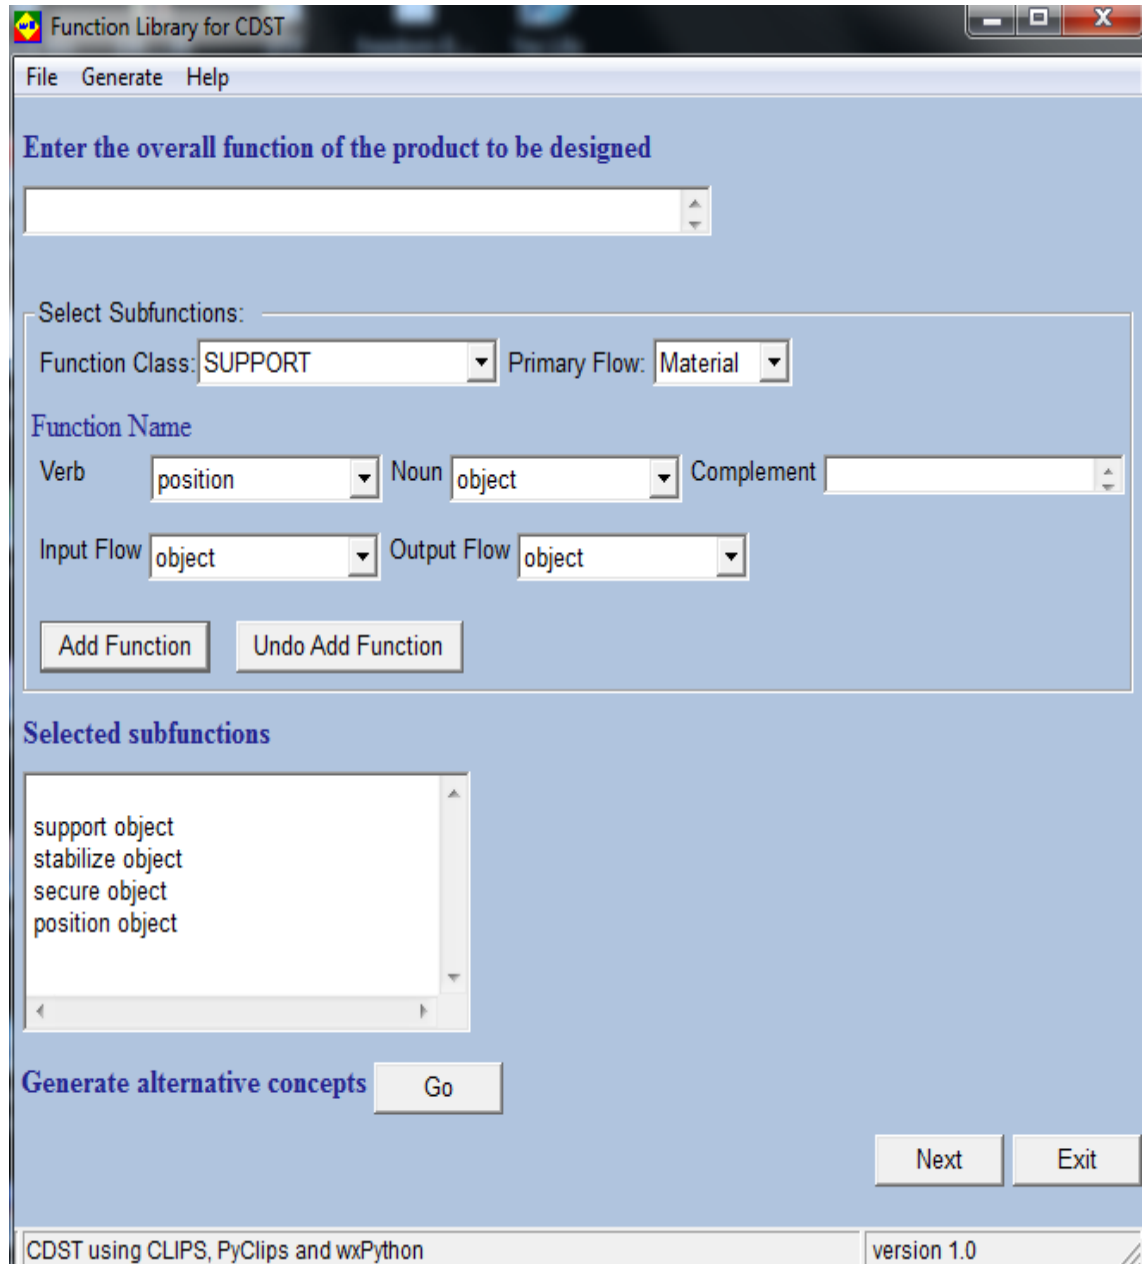 Function Library for CDST
X
File Generate Help
Enter the overall function of the product to be designed
Select Subfunctions:
Function Class: SUPPORT Primary Flow: Material
Function Name
Verb position Noun object Complement
Input Flow object Output Flow object
Add Function Undo Add Function
Selected subfunctions
support object
stabilize object
secure object
position object
Generate alternative concepts Go
Next Exit
CDST using CLIPS, PyClips and wxPython version 1.0